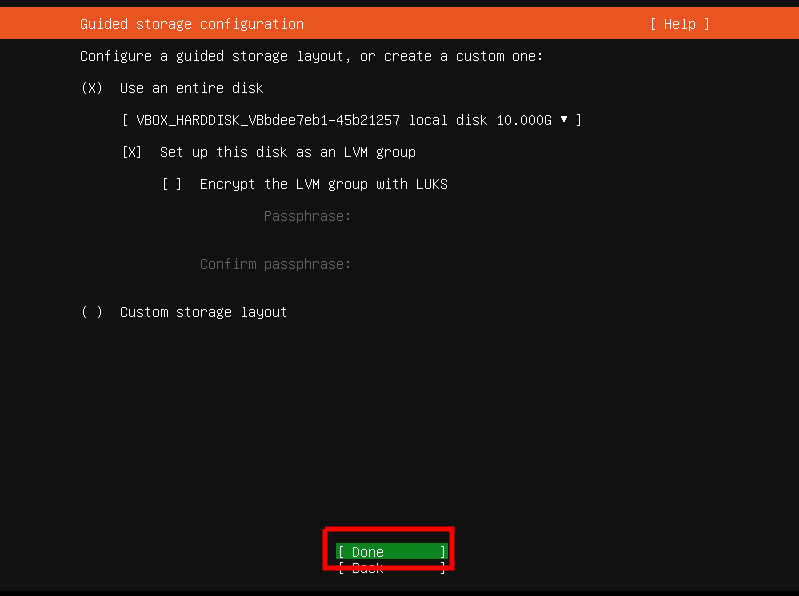 Guided storage configuration [ Help ]
Configure a guided storage layout, or create a custom one:
(X) Use an entire disk
[ VBOX_HARDDISK_VBbdee7eb1-45b21257 local disk 10.000G ▾ ]
[X] Set up this disk as an LVM group
[ ] Encrypt the LVM group with LUKS
Passphrase:
Confirm passphrase:
( ) Custom storage layout
[ Done ]
[ Back ]